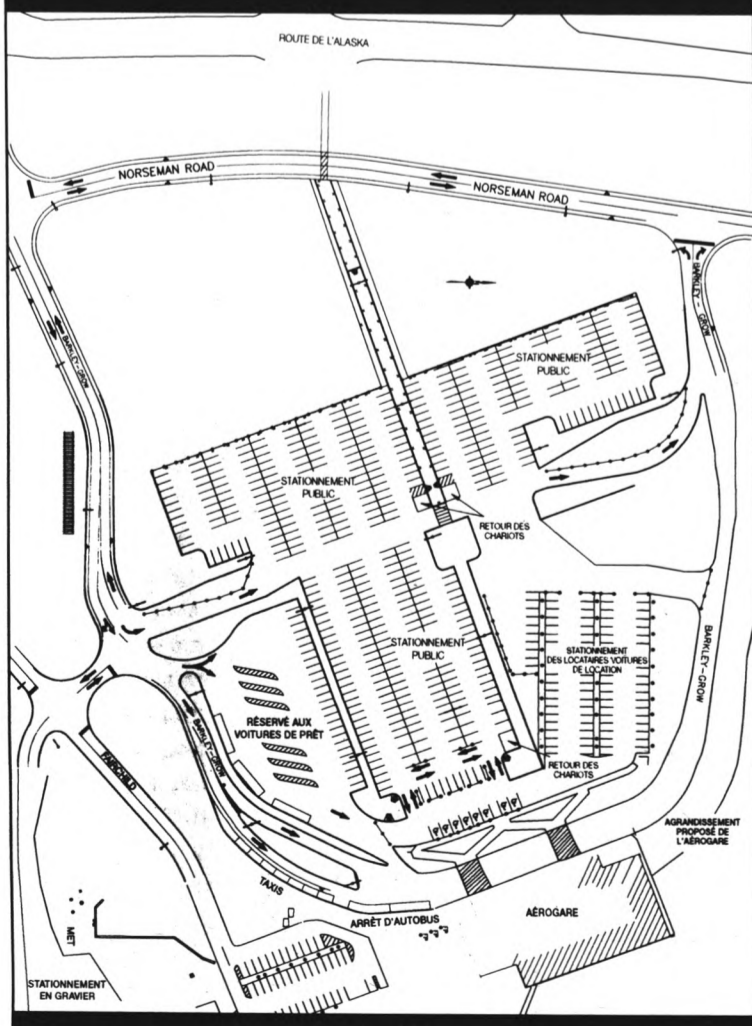 ROUTE DE L'ALASKA
NORSEMAN ROAD
NORSEMAN ROAD
BARKLEY - GROW
BARKLEY-GROW
STATIONNEMENT
PUBLIC
STATIONNEMENT
PUBLIC
RETOUR DES
CHARIOTS
STATIONNEMENT
PUBLIC
STATIONNEMENT
DES LOCATAIRES VOITURES
DE LOCATION
BARKLEY-GROW
RÉSERVÉ AUX
VOITURES DE PRÊT
BARKLEY-GROW
FAIRCHILD
RETOUR DES
CHARIOTS
AGRANDISSEMENT
PROPOSÉ DE
L'AÉROGARE
TAXIS
ARRÊT D'AUTOBUS
AÉROGARE
MET
STATIONNEMENT
EN GRAVIER